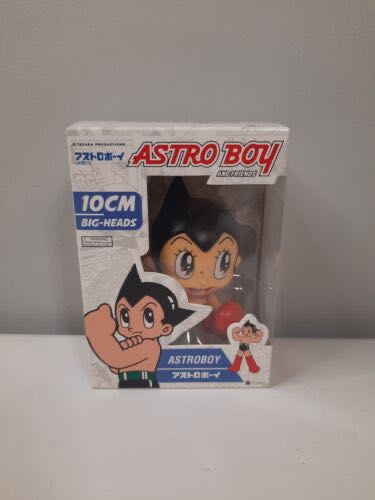 © TEZUKA PRODUCTIONS
アストロボーイ
ASTRO BOY
AND FRIENDS
10CM
BIG-HEADS
WARNING
ASTROBOY
アストロボーイ